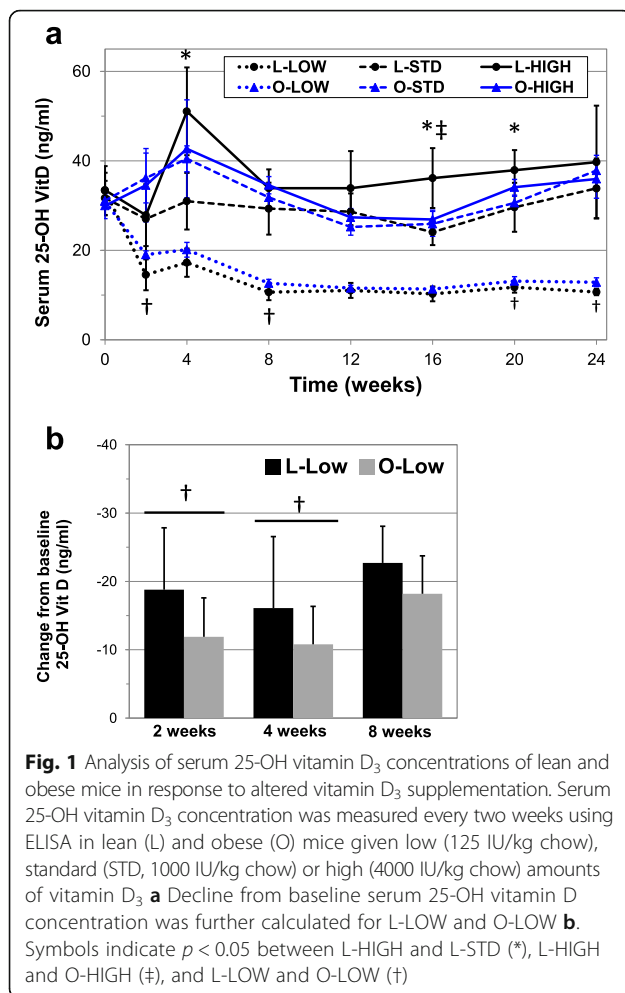 a
Serum 25-OH VitD (ng/ml)
60
40
20
0
* *‡ *
L-LOW L-STD L-HIGH
O-LOW O-STD O-HIGH
† † † †
0 4 8 12 16 20 24
Time (weeks)
b
Change from baseline
25-OH Vit D (ng/ml)
-40
-30
-20
-10
0
L-Low O-Low
† †
2 weeks 4 weeks 8 weeks
Fig. 1 Analysis of serum 25-OH vitamin D₃ concentrations of lean and
obese mice in response to altered vitamin D₃ supplementation. Serum
25-OH vitamin D₃ concentration was measured every two weeks using
ELISA in lean (L) and obese (O) mice given low (125 IU/kg chow),
standard (STD, 1000 IU/kg chow) or high (4000 IU/kg chow) amounts
of vitamin D₃ a Decline from baseline serum 25-OH vitamin D
concentration was further calculated for L-LOW and O-LOW b.
Symbols indicate p < 0.05 between L-HIGH and L-STD (*), L-HIGH
and O-HIGH (‡), and L-LOW and O-LOW (†)